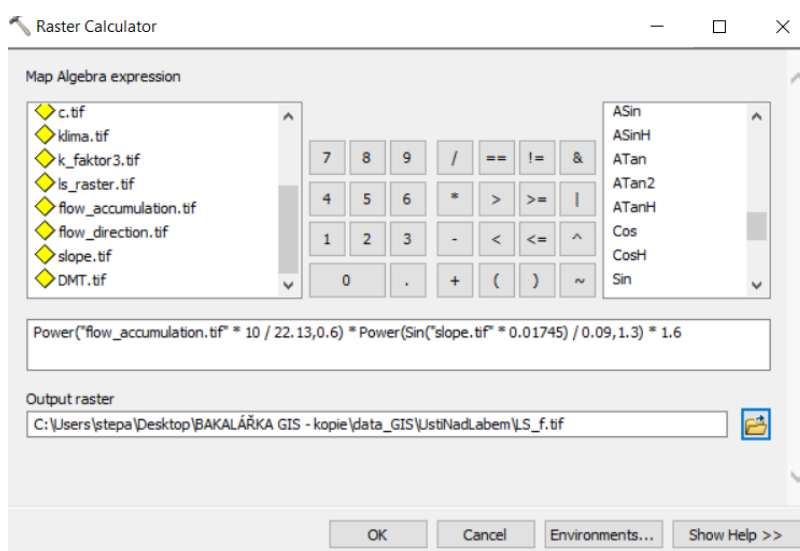 Raster Calculator
Map Algebra expression
c.tif
klima.tif
k_faktor3.tif
ls_raster.tif
flow_accumulation.tif
flow_direction.tif
slope.tif
DMT.tif
7 8 9 / == != &
4 5 6 * > >= |
1 2 3 - < <= ^
0 . + ( ) ~
ASin
ASinH
ATan
ATan2
ATanH
Cos
CosH
Sin
Power("flow_accumulation.tif" * 10 / 22.13,0.6) * Power(Sin("slope.tif" * 0.01745) / 0.09,1.3) * 1.6
Output raster
C:\Users\stepa\Desktop\BAKALÁŘKA GIS - kopie\data_GIS\UstiNadLabem\LS_f.tif
OK Cancel Environments... Show Help >>